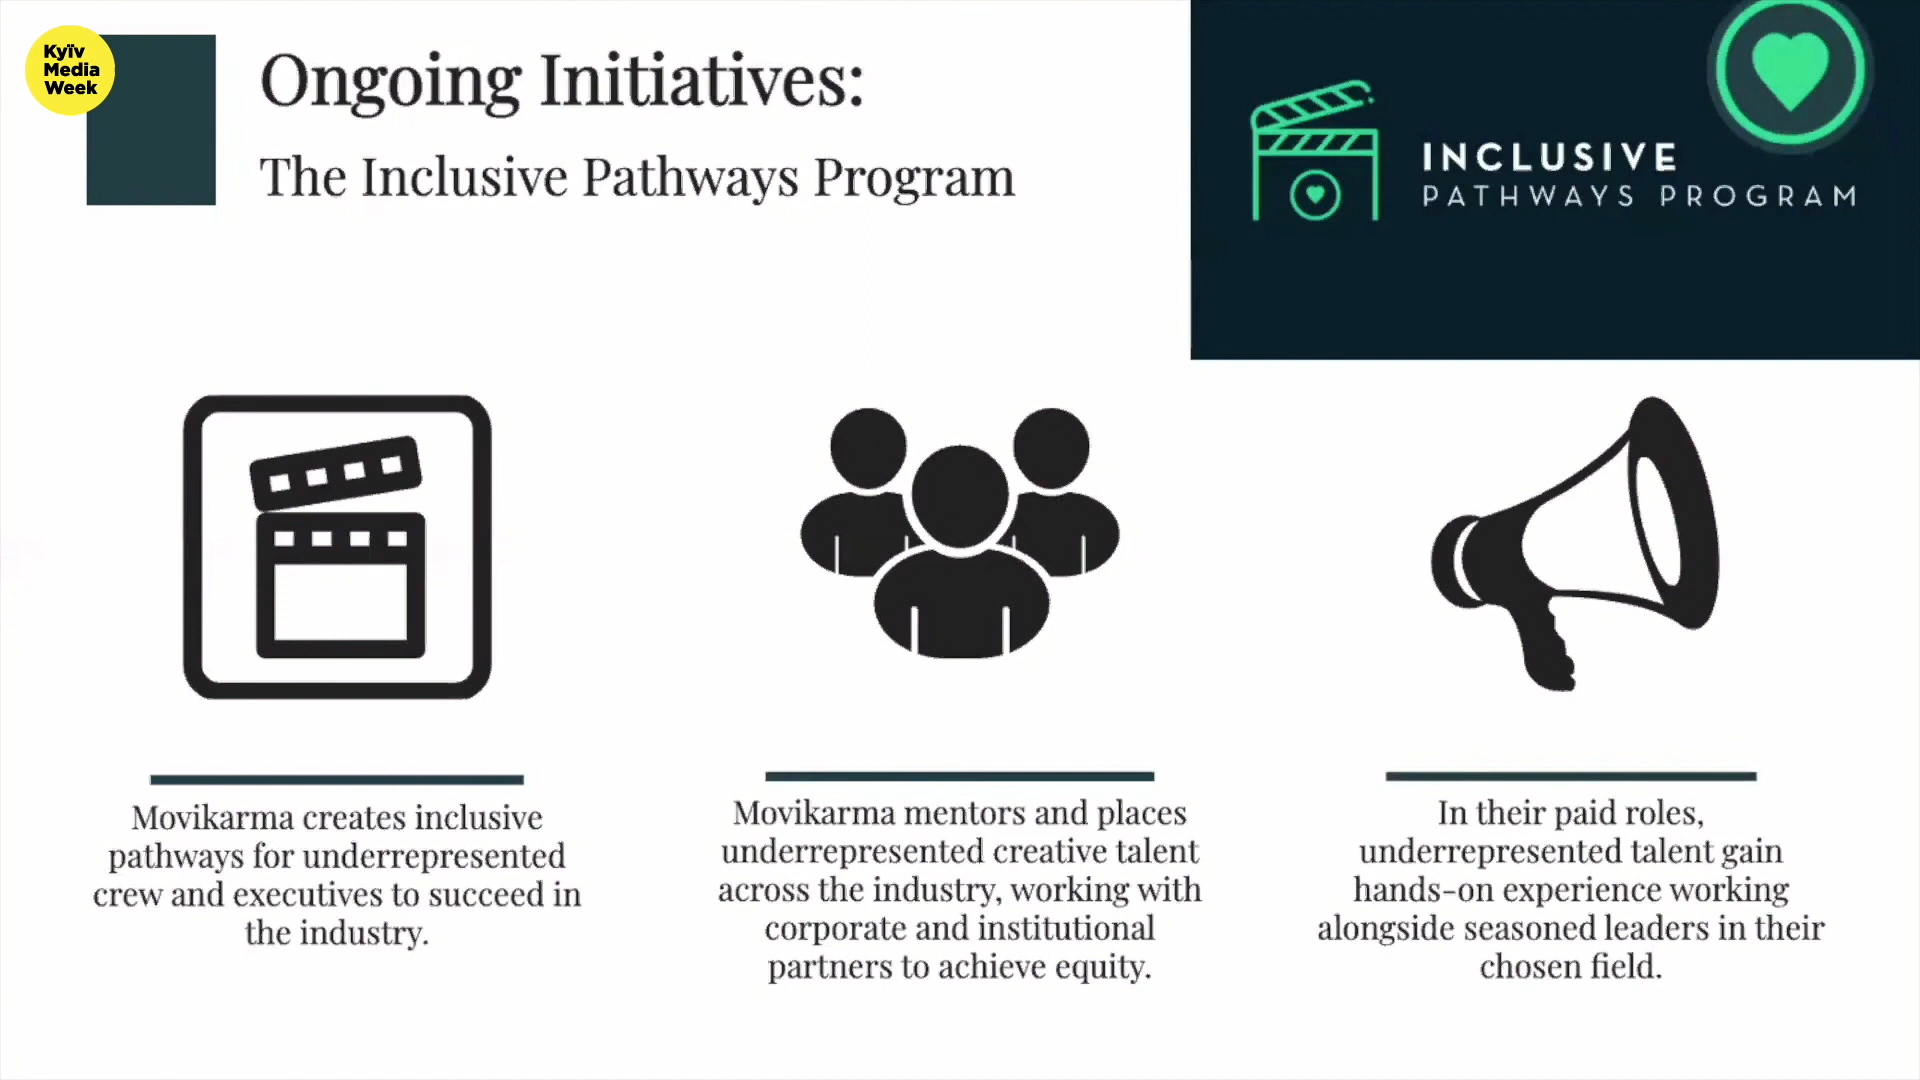 Kyїv
Media
Week
Ongoing Initiatives:
The Inclusive Pathways Program
INCLUSIVE
PATHWAYS PROGRAM
Movikarma creates inclusive
pathways for underrepresented
crew and executives to succeed in
the industry.
Movikarma mentors and places
underrepresented creative talent
across the industry, working with
corporate and institutional
partners to achieve equity.
In their paid roles,
underrepresented talent gain
hands-on experience working
alongside seasoned leaders in their
chosen field.